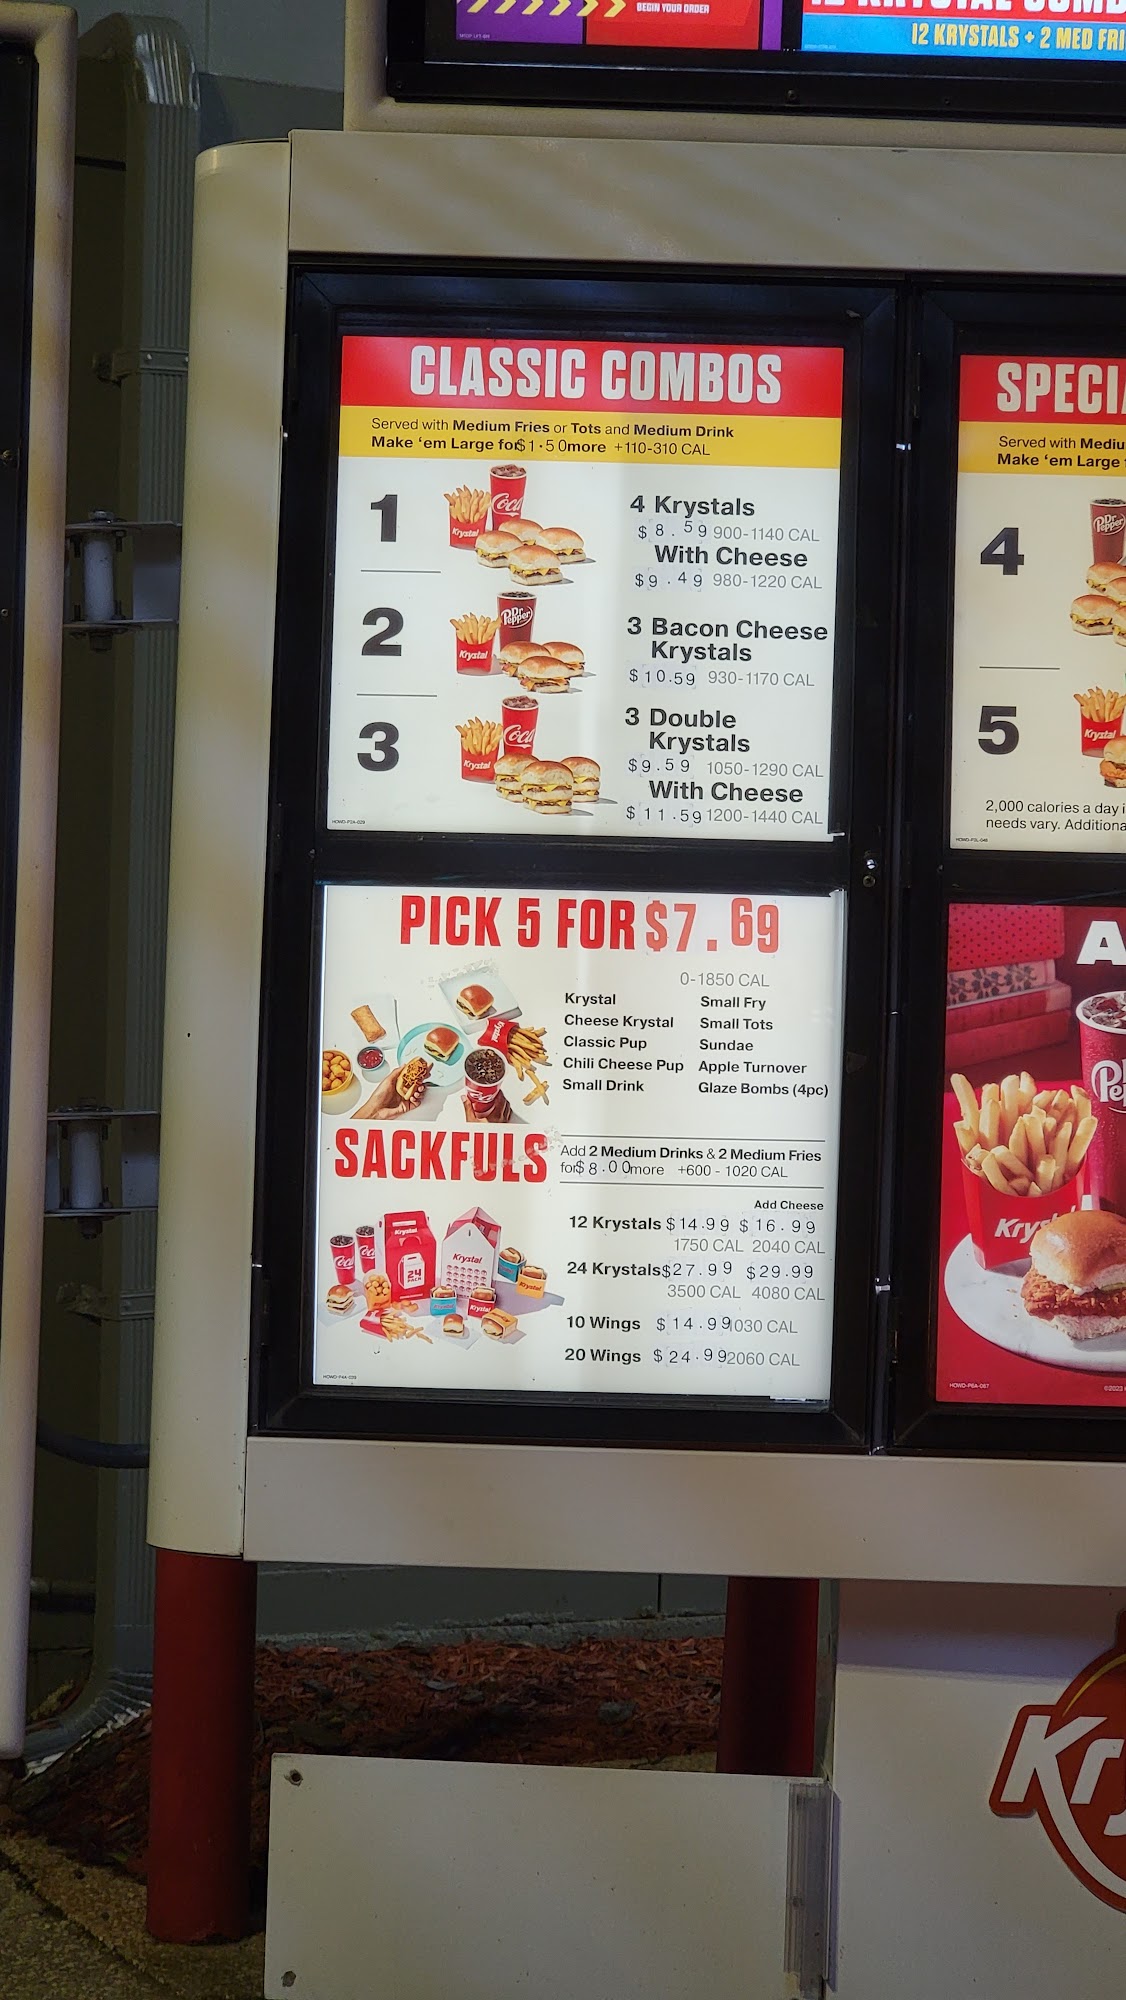 BEGIN YOUR ORDER
12 KRYSTALS + 2 MED FRI
CLASSIC COMBOS
Served with Medium Fries or Tots and Medium Drink
Make 'em Large for $1.50 more +110-310 CAL
1
4 Krystals
$8.59 900-1140 CAL
With Cheese
$9.49 980-1220 CAL
2
3 Bacon Cheese
Krystals
$10.59 930-1170 CAL
3
3 Double
Krystals
$9.59 1050-1290 CAL
With Cheese
$11.59 1200-1440 CAL
PICK 5 FOR $7.69
0-1850 CAL
Krystal
Cheese Krystal
Classic Pup
Chili Cheese Pup
Small Drink
Small Fry
Small Tots
Sundae
Apple Turnover
Glaze Bombs (4pc)
SACKFULS
Add 2 Medium Drinks & 2 Medium Fries
for $8.00 more +600 - 1020 CAL
Add Cheese
12 Krystals $14.99 $16.99
1750 CAL 2040 CAL
24 Krystals $27.99 $29.99
3500 CAL 4080 CAL
10 Wings $14.99 1030 CAL
20 Wings $24.99 2060 CAL
SPECIA
Served with Mediu
Make 'em Large
4
5
2,000 calories a day i
needs vary. Additiona
A
Dr Pepper
Krystal
Kry